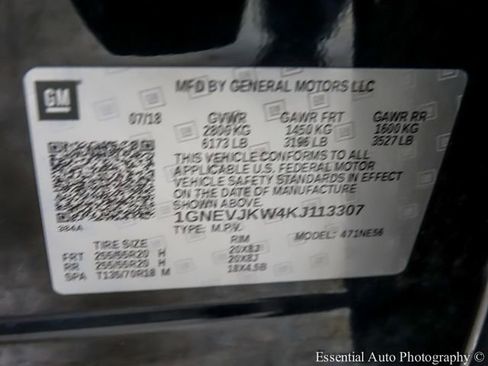 GM
MFD BY GENERAL MOTORS LLC
07/18 GVWR GAWR FRT GAWR RR
2800 KG 1450 KG 1600 KG
6173 LB 3196 LB 3527 LB
THIS VEHICLE CONFORMS TO ALL
APPLICABLE U.S. FEDERAL MOTOR
VEHICLE SAFETY STANDARDS IN EFFECT
ON THE DATE OF MANUFACTURE
SHOWN ABOVE.
1GNEVJKW4KJ113307
384A TYPE: M.P.V. MODEL: 471NE56
TIRE SIZE RIM
FRT 255/55R20 H 20X8J
RR 255/55R20 H 20X8J
SPA T135/70R18 M 18X4.5B
Essential Auto Photography ©